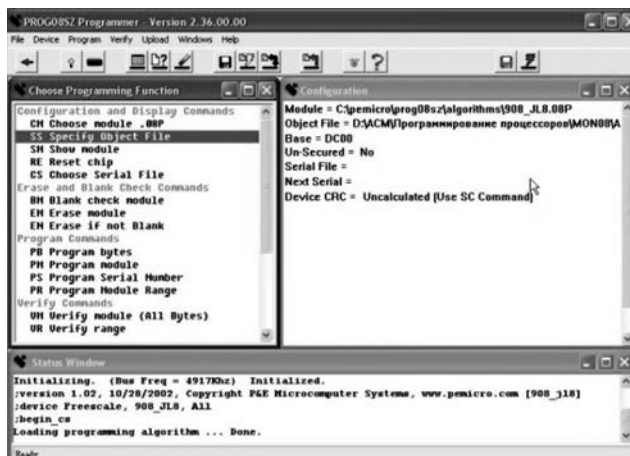 PROG08SZ Programmer - Version 2.36.00.00
File Device Program Verify Upload Windows Help
Choose Programming Function
Configuration and Display Commands
CM Choose module .08P
SS Specify Object File
SM Show module
RE Reset chip
CS Choose Serial File
Erase and Blank Check Commands
BM Blank check module
EM Erase module
EN Erase if not Blank
Program Commands
PB Program bytes
PM Program module
PS Program Serial Number
PR Program Module Range
Verify Commands
VM Verify module (All Bytes)
VR Verify range
Configuration
Module = C:\pemicro\prog08sz\algorithms\908_JL8.08P
Object File = D:\ACM\Программирование процессоров\MON08\A
Base = DC00
Un-Secured = No
Serial File =
Next Serial =
Device CRC = Uncalculated (Use SC Command)
Status Window
Initializing. (Bus Freq = 4917Khz) Initialized.
;version 1.02, 10/28/2002, Copyright P&E Microcomputer Systems, www.pemicro.com [908_jl8]
;device Freescale, 908_JL8, All
;begin_cs
Loading programming algorithm ... Done.
Ready